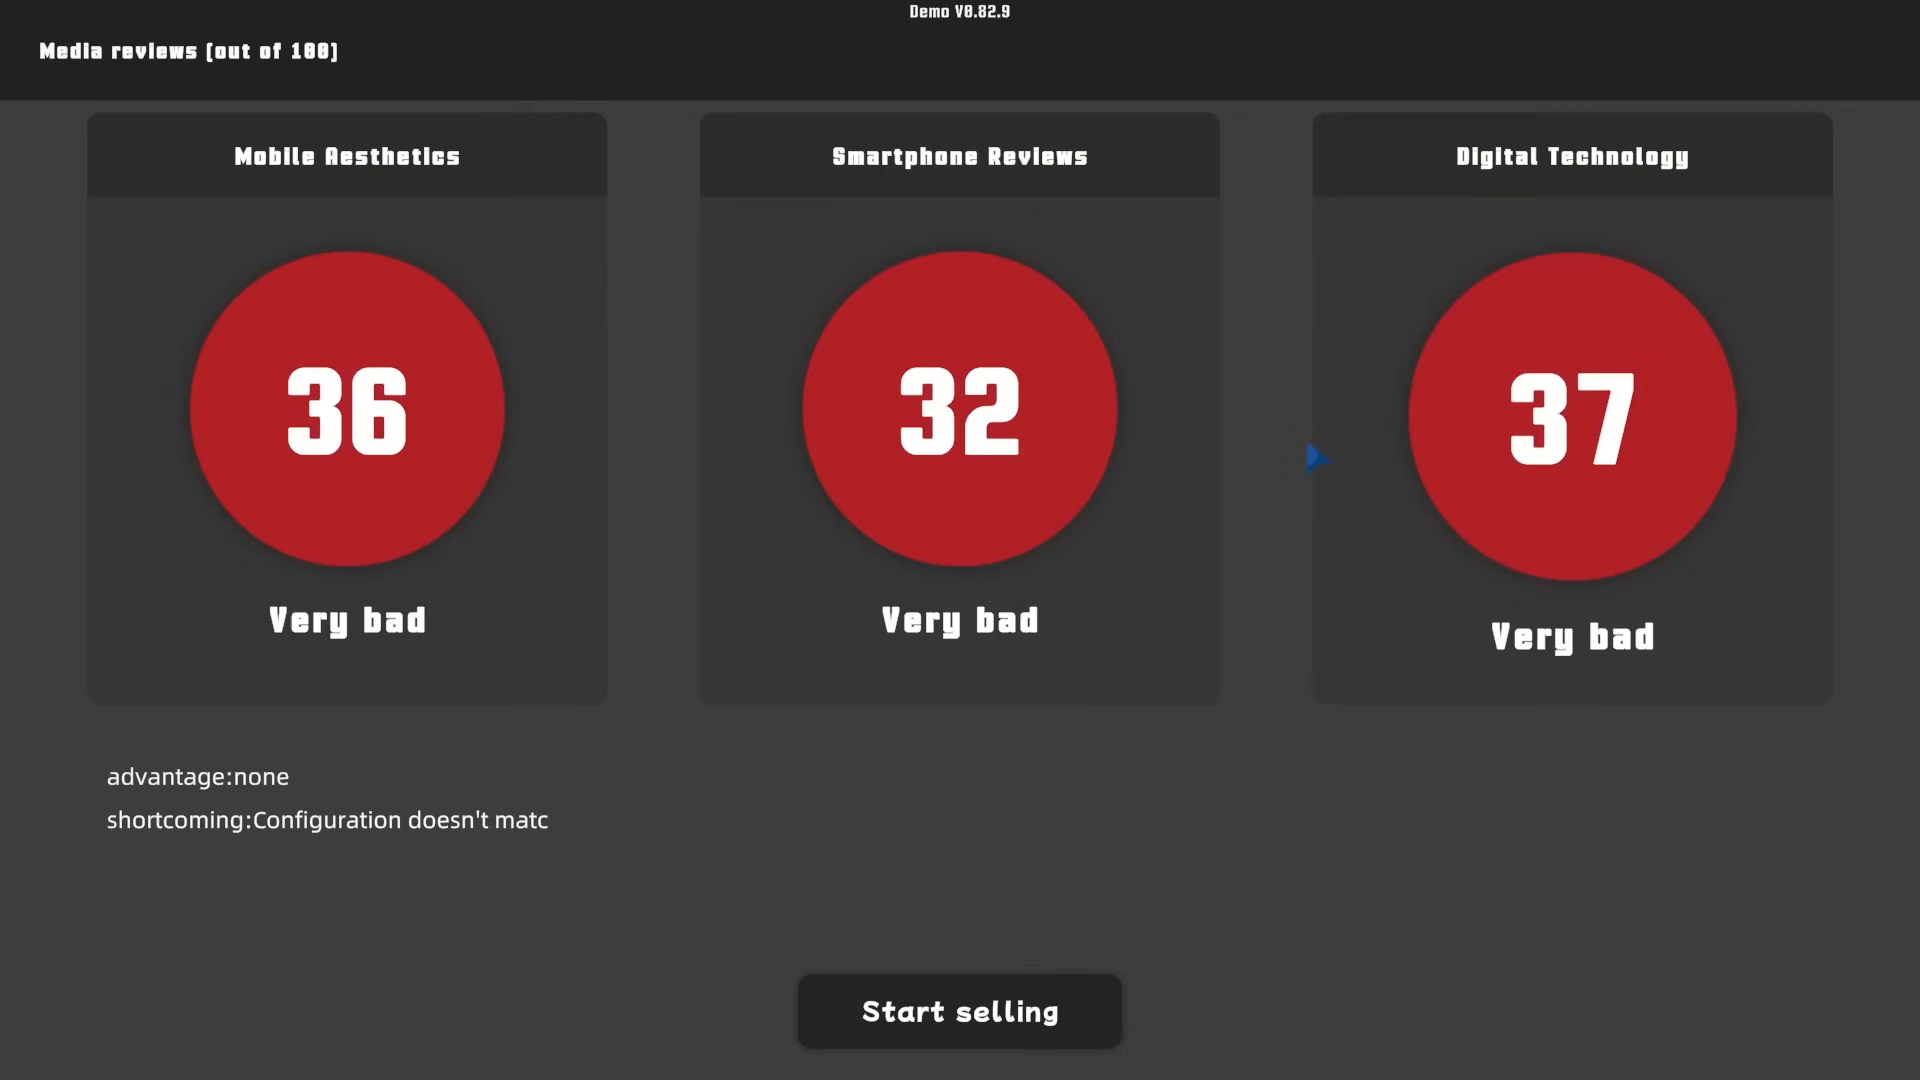 Demo V0.82.9
Media reviews (out of 100)
Mobile Aesthetics
Smartphone Reviews
Digital Technology
36
32
37
Very bad
Very bad
Very bad
advantage:none
shortcoming:Configuration doesn't matc
Start selling